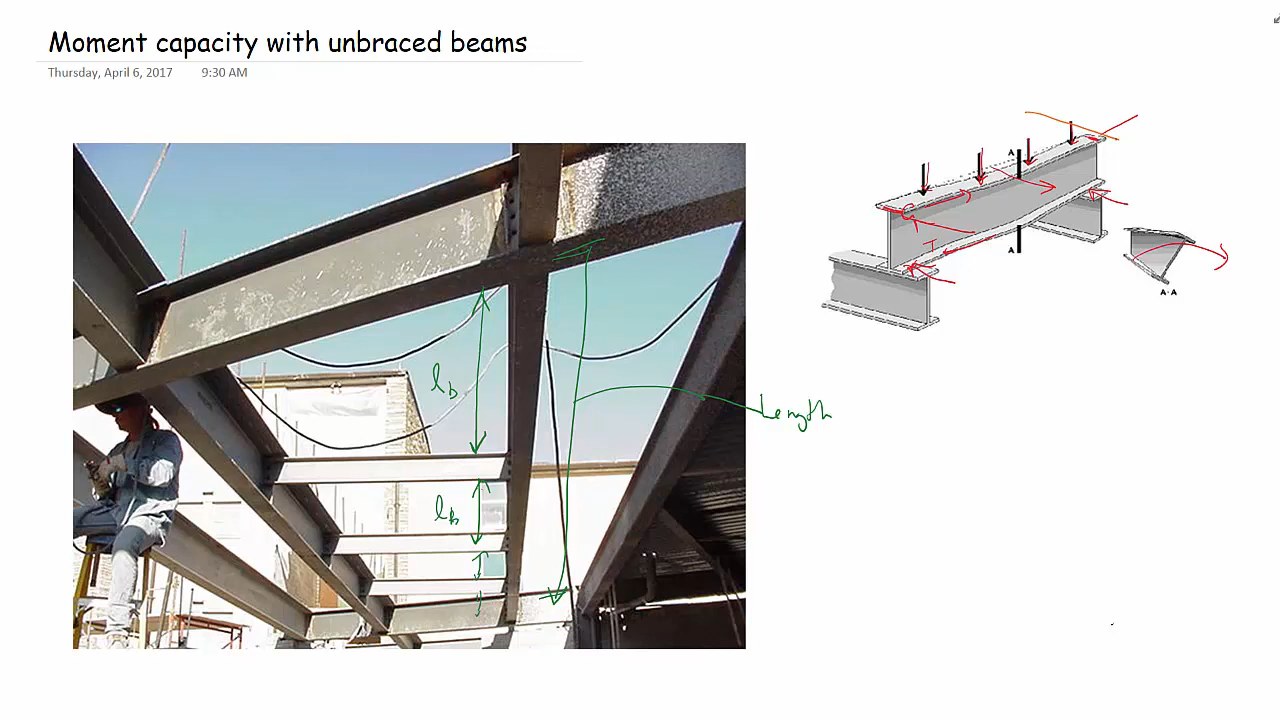 Moment capacity with unbraced beams
Thursday, April 6, 2017 9:30 AM
A
T
A
A-A
lb
Length
lb